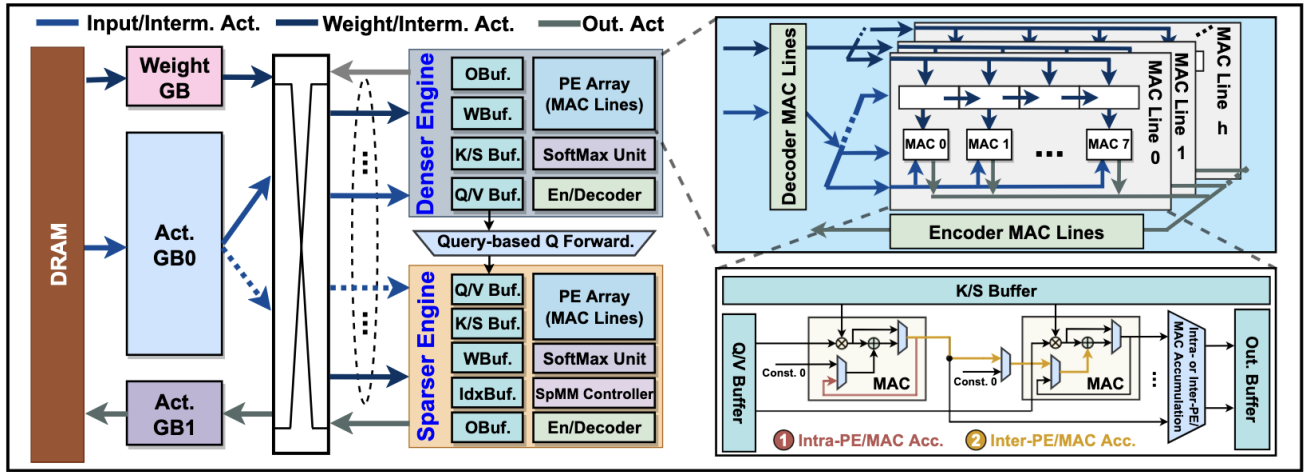 Input/Interm. Act.
Weight/Interm. Act.
Out. Act
DRAM
Weight
GB
Act.
GB0
Act.
GB1
Denser Engine
OBuf.
WBuf.
K/S Buf.
Q/V Buf.
PE Array
(MAC Lines)
SoftMax Unit
En/Decoder
Query-based Q Forward.
Sparser Engine
Q/V Buf.
K/S Buf.
WBuf.
IdxBuf.
OBuf.
PE Array
(MAC Lines)
SoftMax Unit
SpMM Controller
En/Decoder
Decoder MAC Lines
MAC 0
MAC 1
...
MAC 7
MAC Line 0
MAC Line 1
MAC Line h
Encoder MAC Lines
K/S Buffer
Q/V Buffer
Const. 0
MAC
Const. 0
MAC
...
Intra- or Inter-PE/
MAC Accumulation
Out. Buffer
1 Intra-PE/MAC Acc.
2 Inter-PE/MAC Acc.